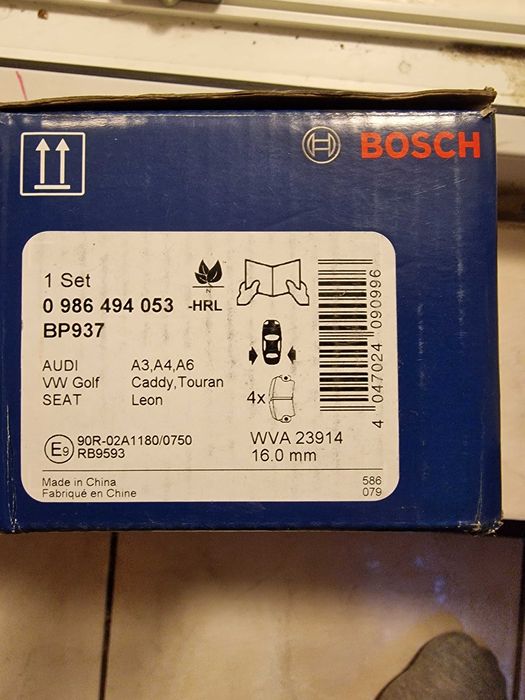 BOSCH
1 Set
0 986 494 053 -HRL
BP937
AUDI A3,A4,A6
VW Golf Caddy,Touran
SEAT Leon
N
4x
4 047024 090996
E9 90R-02A1180/0750
RB9593
WVA 23914
16.0 mm
Made in China
Fabriqué en Chine
586
079